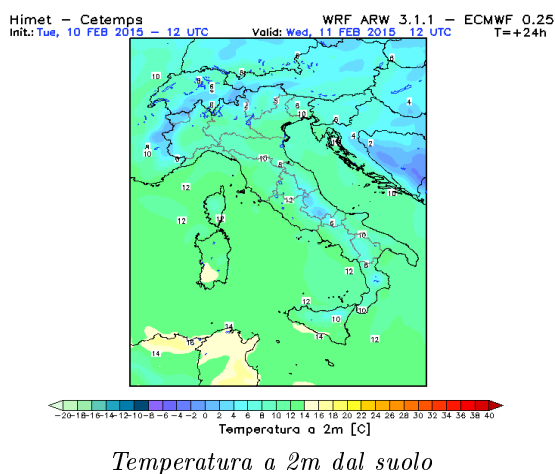 Himet – Cetemps WRF ARW 3.1.1 – ECMWF 0.25
Init.: Tue, 10 FEB 2015 – 12 UTC Valid: Wed, 11 FEB 2015 12 UTC T=+24h
-20-18-16-14-12-10-8 -6 -4 -2 0 2 4 6 8 10 12 14 16 18 20 22 24 26 28 30 32 34 36 38 40
Temperatura a 2m [C]
Temperatura a 2m dal suolo